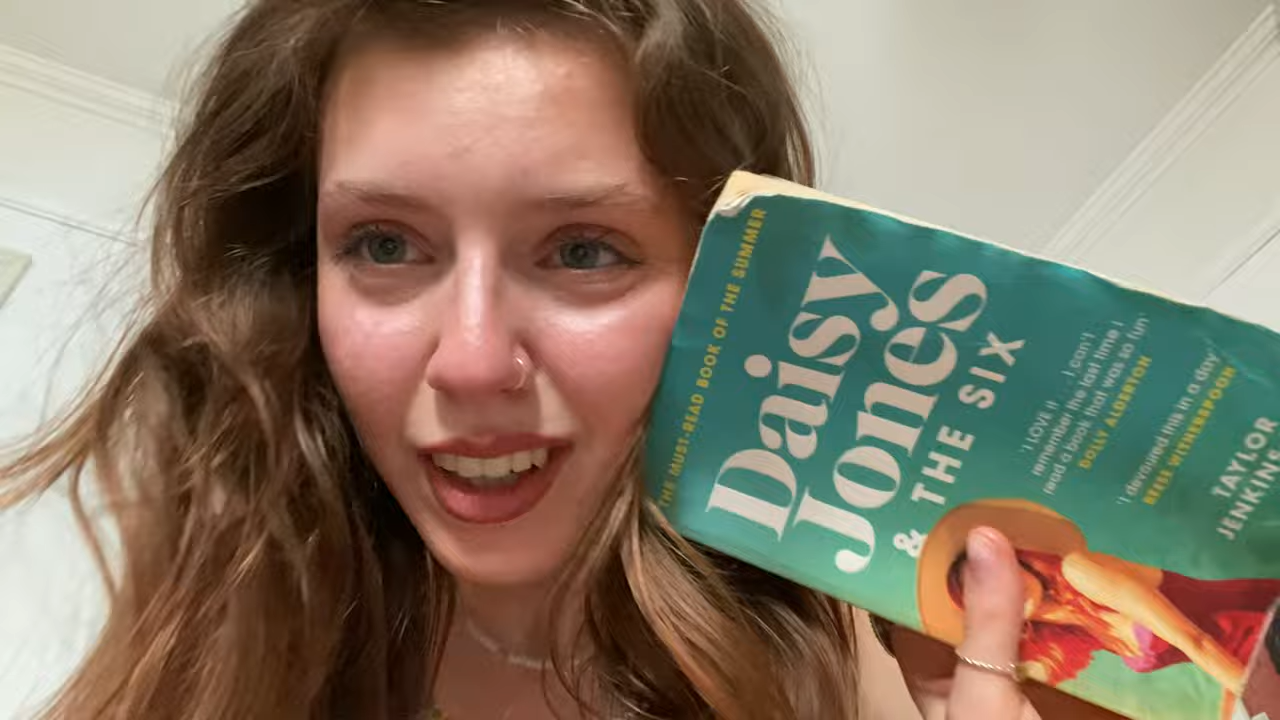 THE MUST-READ BOOK OF THE SUMMER
Daisy
Jones
& THE SIX
'I LOVE it ... I can't
remember the last time I
read a book that was so fun'
DOLLY ALDERTON
'I devoured this in a day'
REESE WITHERSPOON
TAYLOR
JENKINS